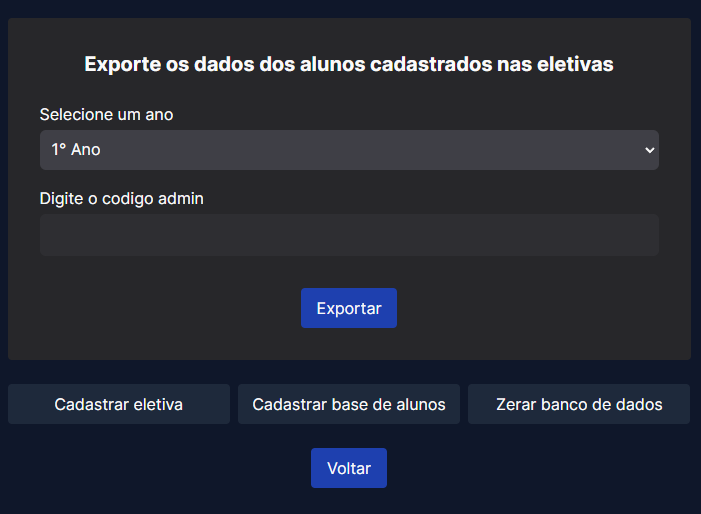 Exporte os dados dos alunos cadastrados nas eletivas
Selecione um ano
1° Ano
Digite o codigo admin
Exportar
Cadastrar eletiva
Cadastrar base de alunos
Zerar banco de dados
Voltar